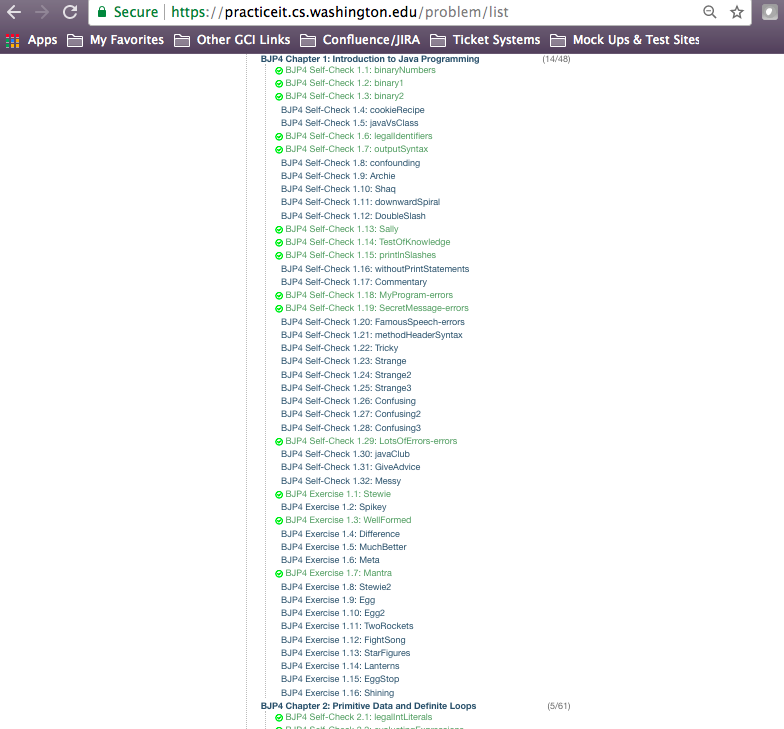 Secure https://practiceit.cs.washington.edu/problem/list
Apps My Favorites Other GCI Links Confluence/JIRA Ticket Systems Mock Ups & Test Sites
BJP4 Chapter 1: Introduction to Java Programming (14/48)
BJP4 Self-Check 1.1: binaryNumbers
BJP4 Self-Check 1.2: binary1
BJP4 Self-Check 1.3: binary2
BJP4 Self-Check 1.4: cookieRecipe
BJP4 Self-Check 1.5: javaVsClass
BJP4 Self-Check 1.6: legalIdentifiers
BJP4 Self-Check 1.7: outputSyntax
BJP4 Self-Check 1.8: confounding
BJP4 Self-Check 1.9: Archie
BJP4 Self-Check 1.10: Shaq
BJP4 Self-Check 1.11: downwardSpiral
BJP4 Self-Check 1.12: DoubleSlash
BJP4 Self-Check 1.13: Sally
BJP4 Self-Check 1.14: TestOfKnowledge
BJP4 Self-Check 1.15: printlnSlashes
BJP4 Self-Check 1.16: withoutPrintStatements
BJP4 Self-Check 1.17: Commentary
BJP4 Self-Check 1.18: MyProgram-errors
BJP4 Self-Check 1.19: SecretMessage-errors
BJP4 Self-Check 1.20: FamousSpeech-errors
BJP4 Self-Check 1.21: methodHeaderSyntax
BJP4 Self-Check 1.22: Tricky
BJP4 Self-Check 1.23: Strange
BJP4 Self-Check 1.24: Strange2
BJP4 Self-Check 1.25: Strange3
BJP4 Self-Check 1.26: Confusing
BJP4 Self-Check 1.27: Confusing2
BJP4 Self-Check 1.28: Confusing3
BJP4 Self-Check 1.29: LotsOfErrors-errors
BJP4 Self-Check 1.30: javaClub
BJP4 Self-Check 1.31: GiveAdvice
BJP4 Self-Check 1.32: Messy
BJP4 Exercise 1.1: Stewie
BJP4 Exercise 1.2: Spikey
BJP4 Exercise 1.3: WellFormed
BJP4 Exercise 1.4: Difference
BJP4 Exercise 1.5: MuchBetter
BJP4 Exercise 1.6: Meta
BJP4 Exercise 1.7: Mantra
BJP4 Exercise 1.8: Stewie2
BJP4 Exercise 1.9: Egg
BJP4 Exercise 1.10: Egg2
BJP4 Exercise 1.11: TwoRockets
BJP4 Exercise 1.12: FightSong
BJP4 Exercise 1.13: StarFigures
BJP4 Exercise 1.14: Lanterns
BJP4 Exercise 1.15: EggStop
BJP4 Exercise 1.16: Shining
BJP4 Chapter 2: Primitive Data and Definite Loops (5/61)
BJP4 Self-Check 2.1: legalIntLiterals